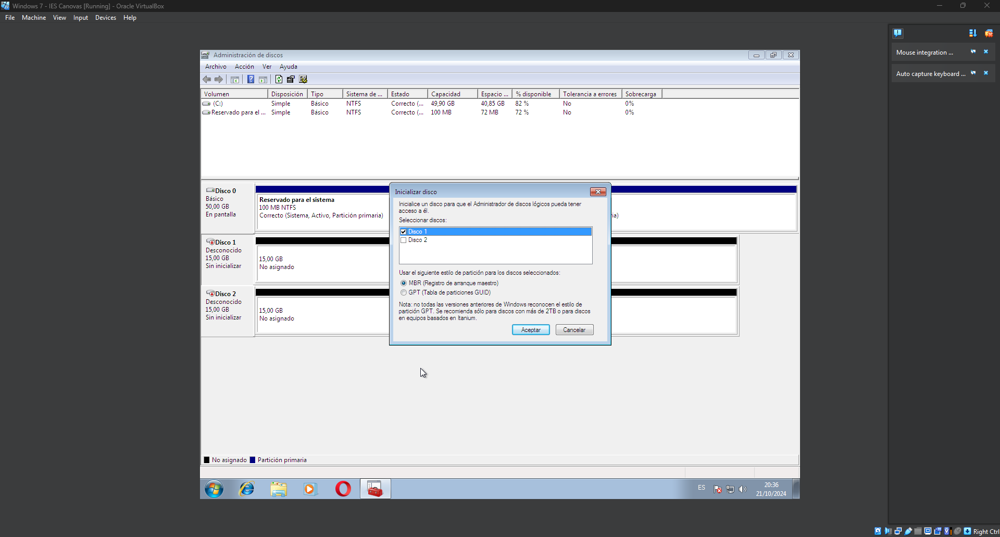 Windows 7 - IES Canovas [Running] - Oracle VirtualBox
File Machine View Input Devices Help
Mouse integration ...
Auto capture keyboard ...
Administración de discos
Archivo Acción Ver Ayuda
Volumen Disposición Tipo Sistema de ... Estado Capacidad Espacio ... % disponible Tolerancia a errores Sobrecarga
(C:) Simple Básico NTFS Correcto (... 49,90 GB 40,85 GB 82 % No 0%
Reservado para el ... Simple Básico NTFS Correcto (... 100 MB 72 MB 72 % No 0%
Disco 0
Básico
50,00 GB
En pantalla
Reservado para el sistema
100 MB NTFS
Correcto (Sistema, Activo, Partición primaria)
ia)
Disco 1
Desconocido
15,00 GB
Sin inicializar
15,00 GB
No asignado
Disco 2
Desconocido
15,00 GB
Sin inicializar
15,00 GB
No asignado
Inicializar disco
Inicialice un disco para que el Administrador de discos lógicos pueda tener
acceso a él.
Seleccionar discos:
Disco 1
Disco 2
Usar el siguiente estilo de partición para los discos seleccionados:
MBR (Registro de arranque maestro)
GPT (Tabla de particiones GUID)
Nota: no todas las versiones anteriores de Windows reconocen el estilo de
partición GPT. Se recomienda sólo para discos con más de 2TB o para discos
en equipos basados en Itanium.
Aceptar Cancelar
No asignado Partición primaria
ES
20:36
21/10/2024
Right Ctrl